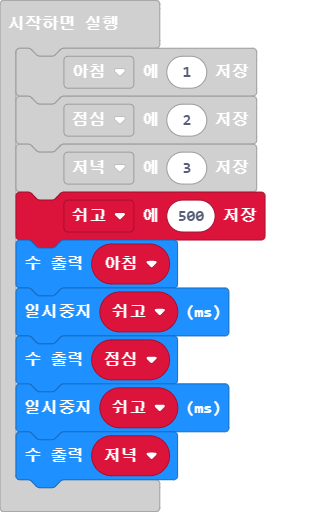 시작하면 실행
아침 에 1 저장
점심 에 2 저장
저녁 에 3 저장
쉬고 에 500 저장
수 출력 아침
일시중지 쉬고 (ms)
수 출력 점심
일시중지 쉬고 (ms)
수 출력 저녁